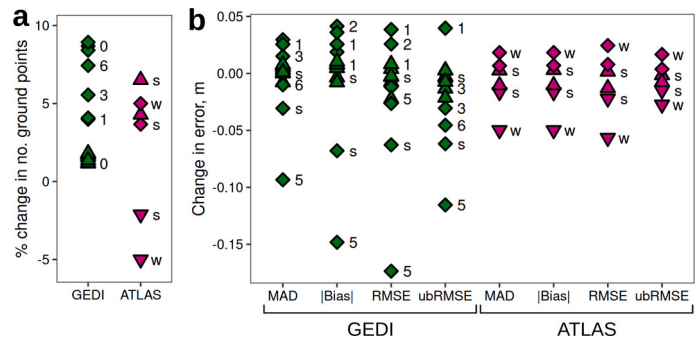 a
% change in no. ground points
10
5
0
-5
0
6
3
1
0
s
w
s
s
w
GEDI
ATLAS
b
Change in error, m
0.05
0.00
-0.05
-0.10
-0.15
1
3
s
6
s
5
2
1
1
s
s
5
1
2
1
s
5
s
5
1
s
3
3
6
s
5
w
s
s
w
w
s
s
w
w
s
s
w
w
s
s
w
MAD
|Bias|
RMSE
ubRMSE
MAD
|Bias|
RMSE
ubRMSE
GEDI
ATLAS